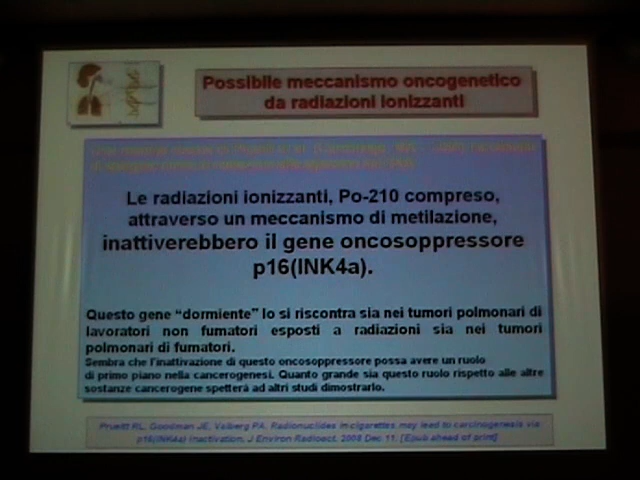 Possibile meccanismo oncogenetico
da radiazioni ionizzanti
Le radiazioni ionizzanti, Po-210 compreso,
attraverso un meccanismo di metilazione,
inattiverebbero il gene oncosoppressore
p16(INK4a).
Questo gene “dormiente” lo si riscontra sia nei tumori polmonari di
lavoratori non fumatori esposti a radiazioni sia nei tumori
polmonari di fumatori.
Sembra che l'inattivazione di questo oncosoppressore possa avere un ruolo
di primo piano nella cancerogenesi. Quanto grande sia questo ruolo rispetto alle altre
sostanze cancerogene spetterà ad altri studi dimostrarlo.
Prueitt RL, Goodman JE, Valberg PA. Radionuclides in cigarettes may lead to carcinogenesis via
p16(INK4a) inactivation. J Environ Radioact. 2008 Dec 11. [Epub ahead of print]